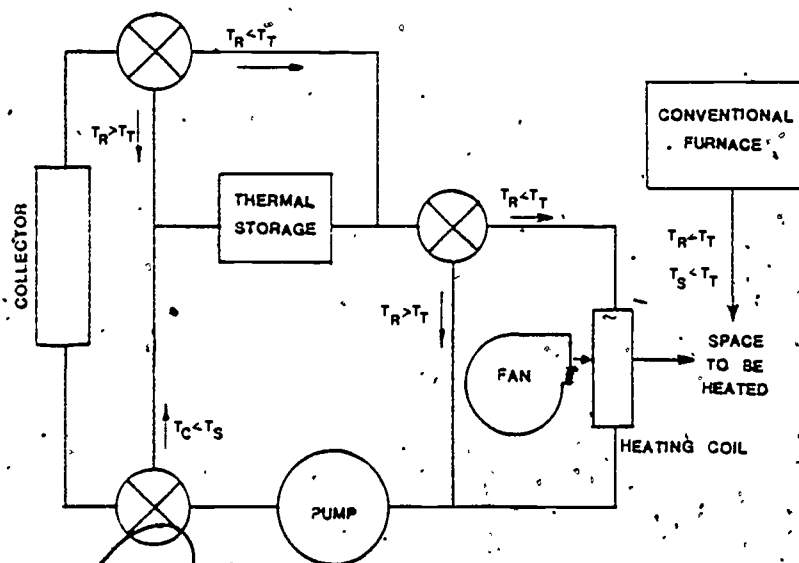 T_R<T_T
CONVENTIONAL
FURNACE
T_R>T_T
THERMAL
STORAGE
T_R<T_T
T_R<T_T
T_S<T_T
COLLECTOR
T_R>T_T
SPACE
TO BE
HEATED
FAN
T_C<T_S
HEATING COIL
PUMP